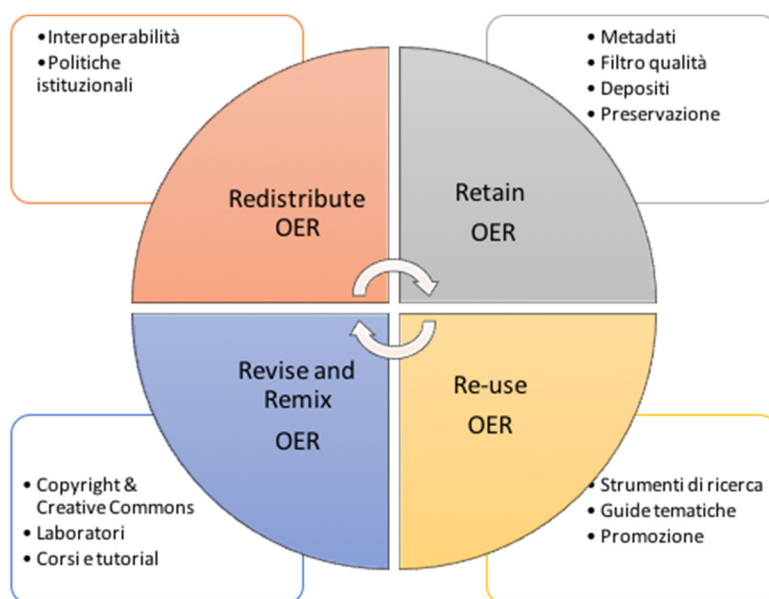 •Interoperabilità
•Politiche
istituzionali
• Metadati
• Filtro qualità
• Depositi
• Preservazione
Redistribute
OER
Retain
OER
Revise and
Remix
OER
Re-use
OER
• Copyright &
Creative Commons
• Laboratori
• Corsi e tutorial
• Strumenti di ricerca
• Guide tematiche
• Promozione